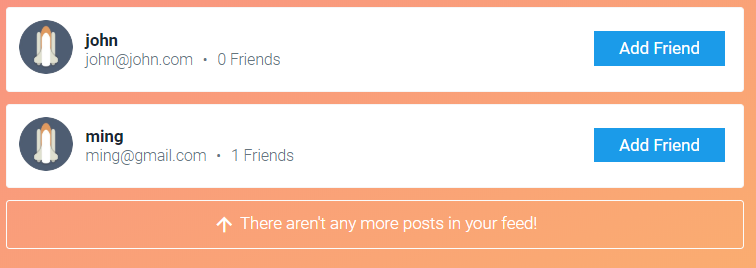 john
john@john.com • 0 Friends
Add Friend
ming
ming@gmail.com • 1 Friends
Add Friend
There aren't any more posts in your feed!